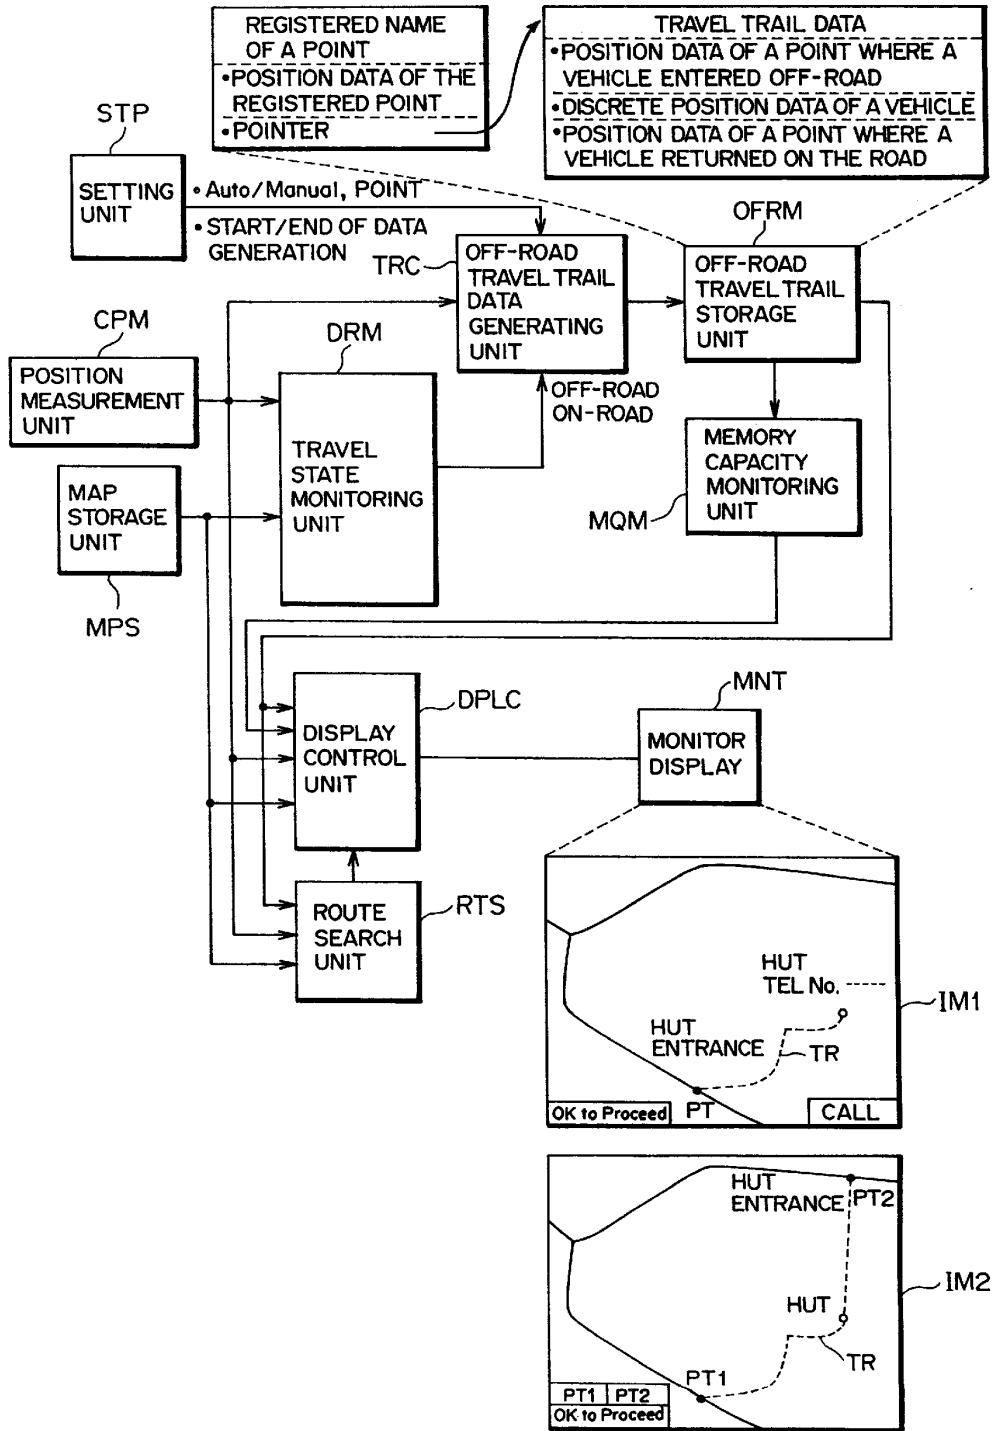 REGISTERED NAME
OF A POINT
•POSITION DATA OF THE
REGISTERED POINT
•POINTER
TRAVEL TRAIL DATA
•POSITION DATA OF A POINT WHERE A
VEHICLE ENTERED OFF-ROAD
•DISCRETE POSITION DATA OF A VEHICLE
•POSITION DATA OF A POINT WHERE A
VEHICLE RETURNED ON THE ROAD
STP
SETTING
UNIT
• Auto/Manual, POINT
• START/END OF DATA
GENERATION
TRC
OFF-ROAD
TRAVEL TRAIL
DATA
GENERATING
UNIT
OFRM
OFF-ROAD
TRAVEL TRAIL
STORAGE
UNIT
CPM
POSITION
MEASUREMENT
UNIT
DRM
TRAVEL
STATE
MONITORING
UNIT
OFF-ROAD
ON-ROAD
MAP
STORAGE
UNIT
MPS
MEMORY
CAPACITY
MONITORING
UNIT
MQM
DISPLAY
CONTROL
UNIT
DPLC
MNT
MONITOR
DISPLAY
ROUTE
SEARCH
UNIT
RTS
HUT
TEL No. -----
IM1
HUT
ENTRANCE
TR
OK to Proceed
PT
CALL
HUT
ENTRANCE
PT2
IM2
HUT
TR
PT1
PT1 PT2
OK to Proceed